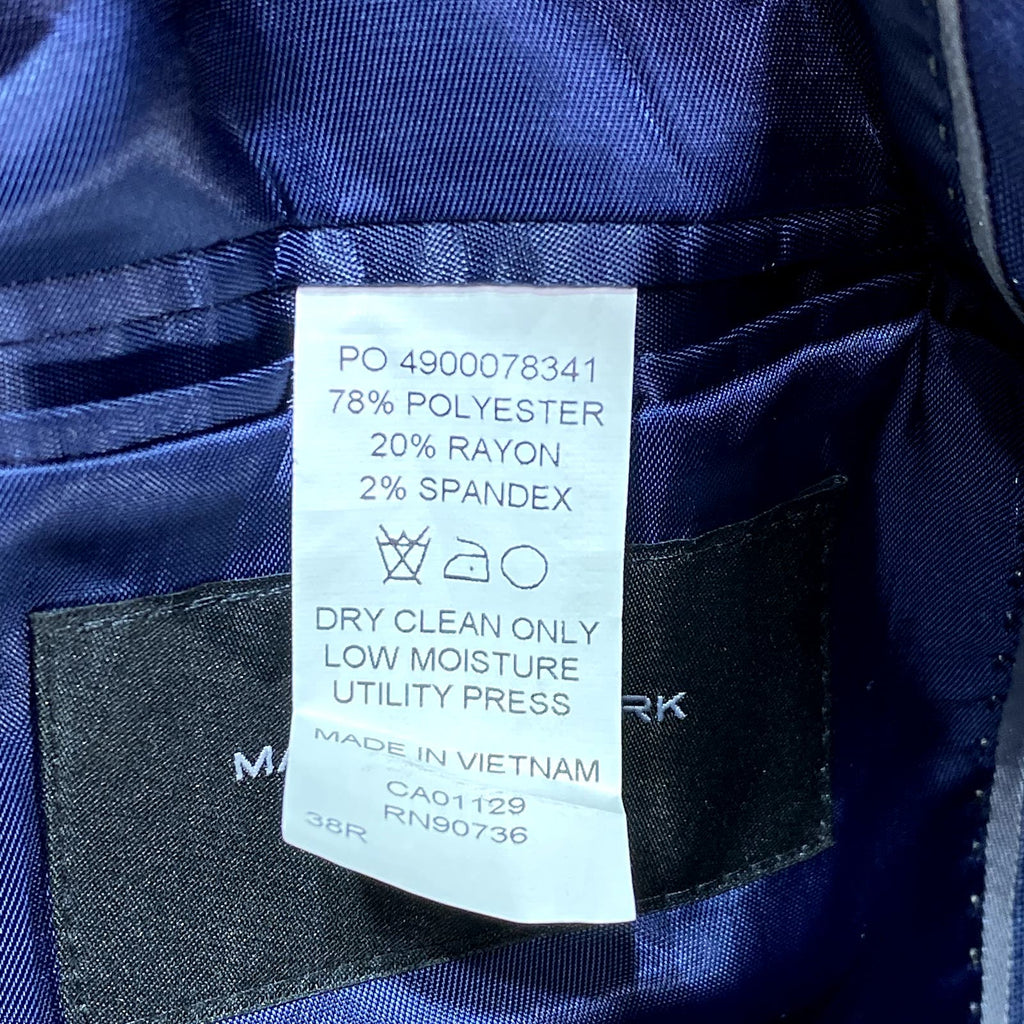 PO 4900078341
78% POLYESTER
20% RAYON
2% SPANDEX
DRY CLEAN ONLY
LOW MOISTURE
UTILITY PRESS
MADE IN VIETNAM
CA01129
RN90736
38R